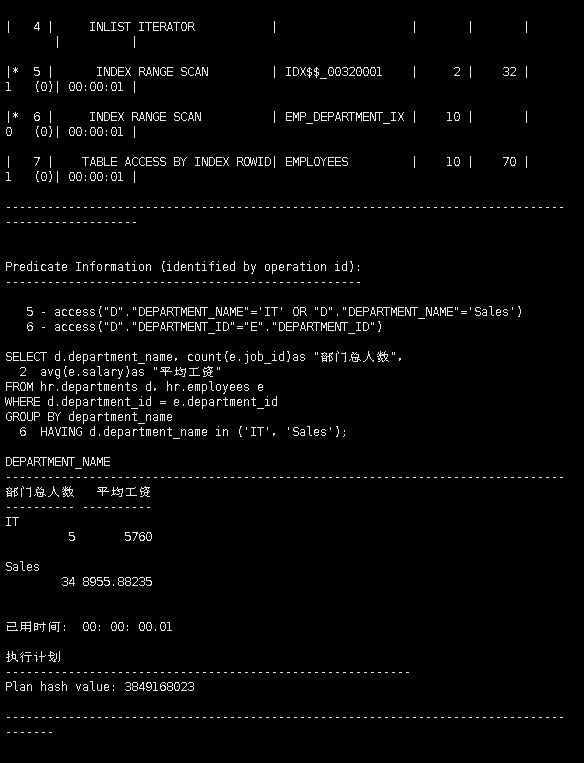 |   4 |     INLIST ITERATOR           |                   |       |       |
       |          |
|*  5 |      INDEX RANGE SCAN         | IDX$$_00320001    |     2 |    32 |
1   (0)| 00:00:01 |
|*  6 |     INDEX RANGE SCAN          | EMP_DEPARTMENT_IX |    10 |       |
0   (0)| 00:00:01 |
|   7 |    TABLE ACCESS BY INDEX ROWID| EMPLOYEES         |    10 |    70 |
1   (0)| 00:00:01 |
--------------------------------------------------------------------------------
-------------------
Predicate Information (identified by operation id):
---------------------------------------------------
   5 - access("D"."DEPARTMENT_NAME"='IT' OR "D"."DEPARTMENT_NAME"='Sales')
   6 - access("D"."DEPARTMENT_ID"="E"."DEPARTMENT_ID")
SELECT d.department_name, count(e.job_id)as "部门总人数",
  2  avg(e.salary)as "平均工资"
FROM hr.departments d, hr.employees e
WHERE d.department_id = e.department_id
GROUP BY department_name
  6  HAVING d.department_name in ('IT', 'Sales');
DEPARTMENT_NAME
--------------------------------------------------------------------------------
部门总人数   平均工资
---------- ----------
IT
         5       5760
Sales
        34 8955.88235
已用时间:  00: 00: 00.01
执行计划
----------------------------------------------------------
Plan hash value: 3849168023
--------------------------------------------------------------------------------
-------